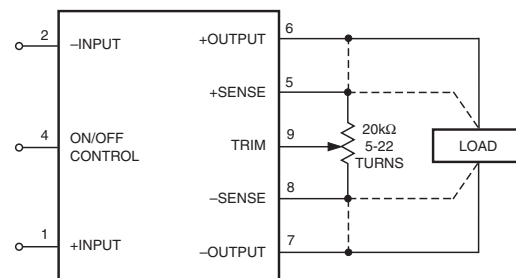 2 –INPUT
4 ON/OFF
CONTROL
1 +INPUT
+OUTPUT 6
+SENSE 5
TRIM 9
–SENSE 8
–OUTPUT 7
20kΩ
5-22
TURNS
LOAD